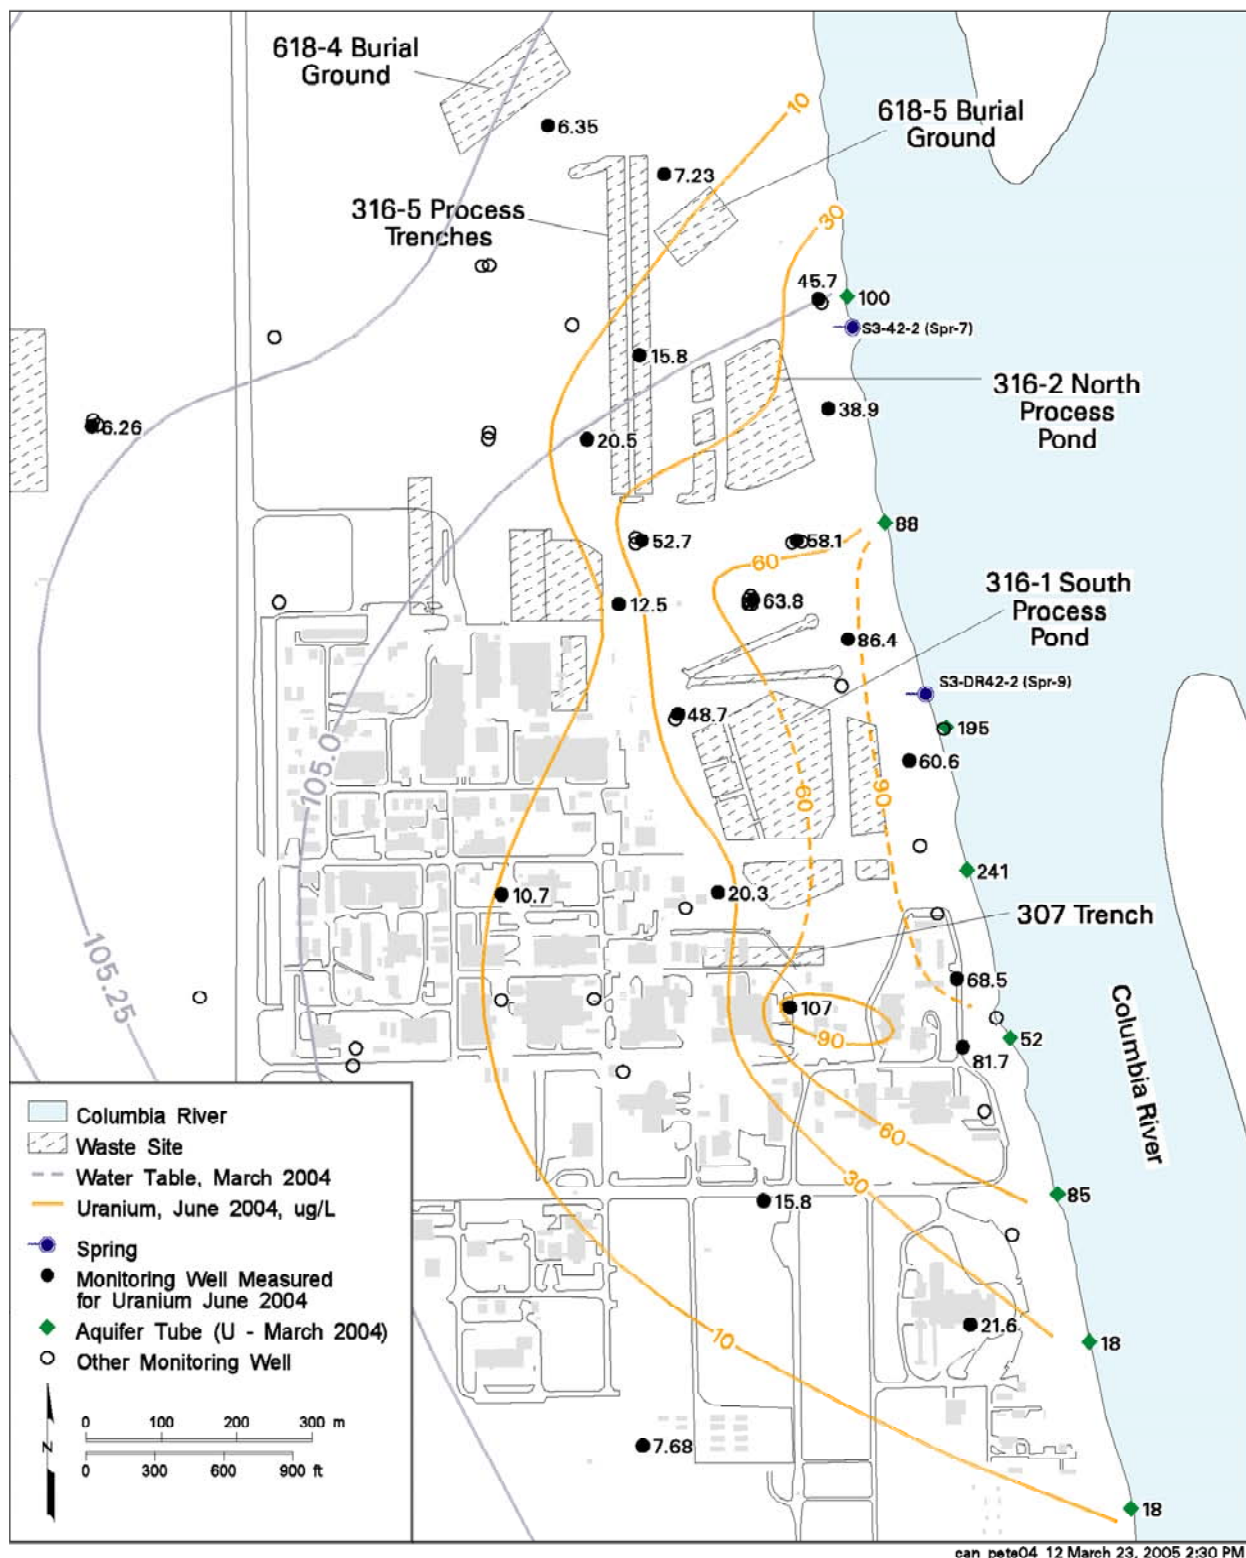 618-4 Burial
Ground
10
618-5 Burial
Ground
6.35
7.23
316-5 Process
Trenches
30
45.7
100
S3-42-2 (Spr-7)
15.8
316-2 North
Process
Pond
38.9
6.26
20.5
88
52.7
58.1
60
316-1 South
Process
Pond
63.8
12.5
86.4
S3-DR42-2 (Spr-9)
48.7
195
60.6
105.0
60
90
241
10.7
20.3
307 Trench
105.25
68.5
107
90
52
81.7
Columbia River
60
30
85
15.8
21.6
18
10
7.68
18
Columbia River
Waste Site
Water Table, March 2004
Uranium, June 2004, ug/L
Spring
Monitoring Well Measured
for Uranium June 2004
Aquifer Tube (U - March 2004)
Other Monitoring Well
N
0 100 200 300 m
0 300 600 900 ft
can_pete04_12 March 23, 2005 2:30 PM